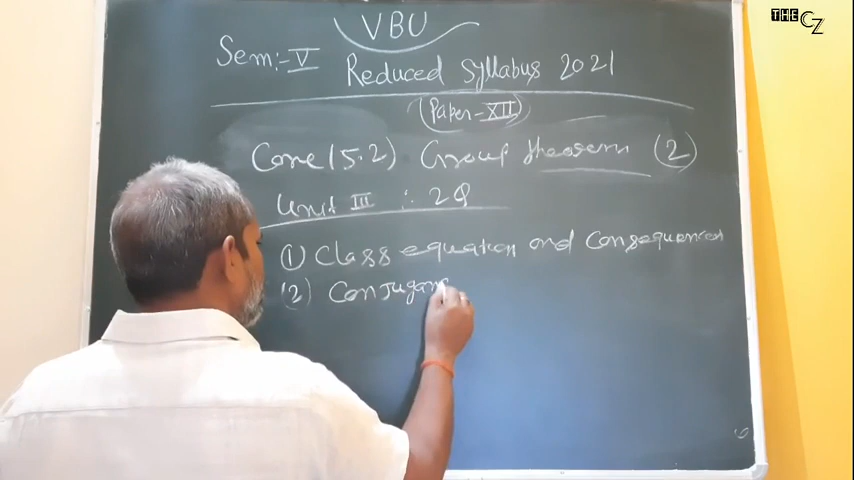 THE CZ
VBU
Sem:- V
Reduced Syllabus 2021
(Paper-XII)
Core (5.2) Group theorem (2)
Unit III : 2Q
(1) Class equation and Consequences
(2) Conjugan